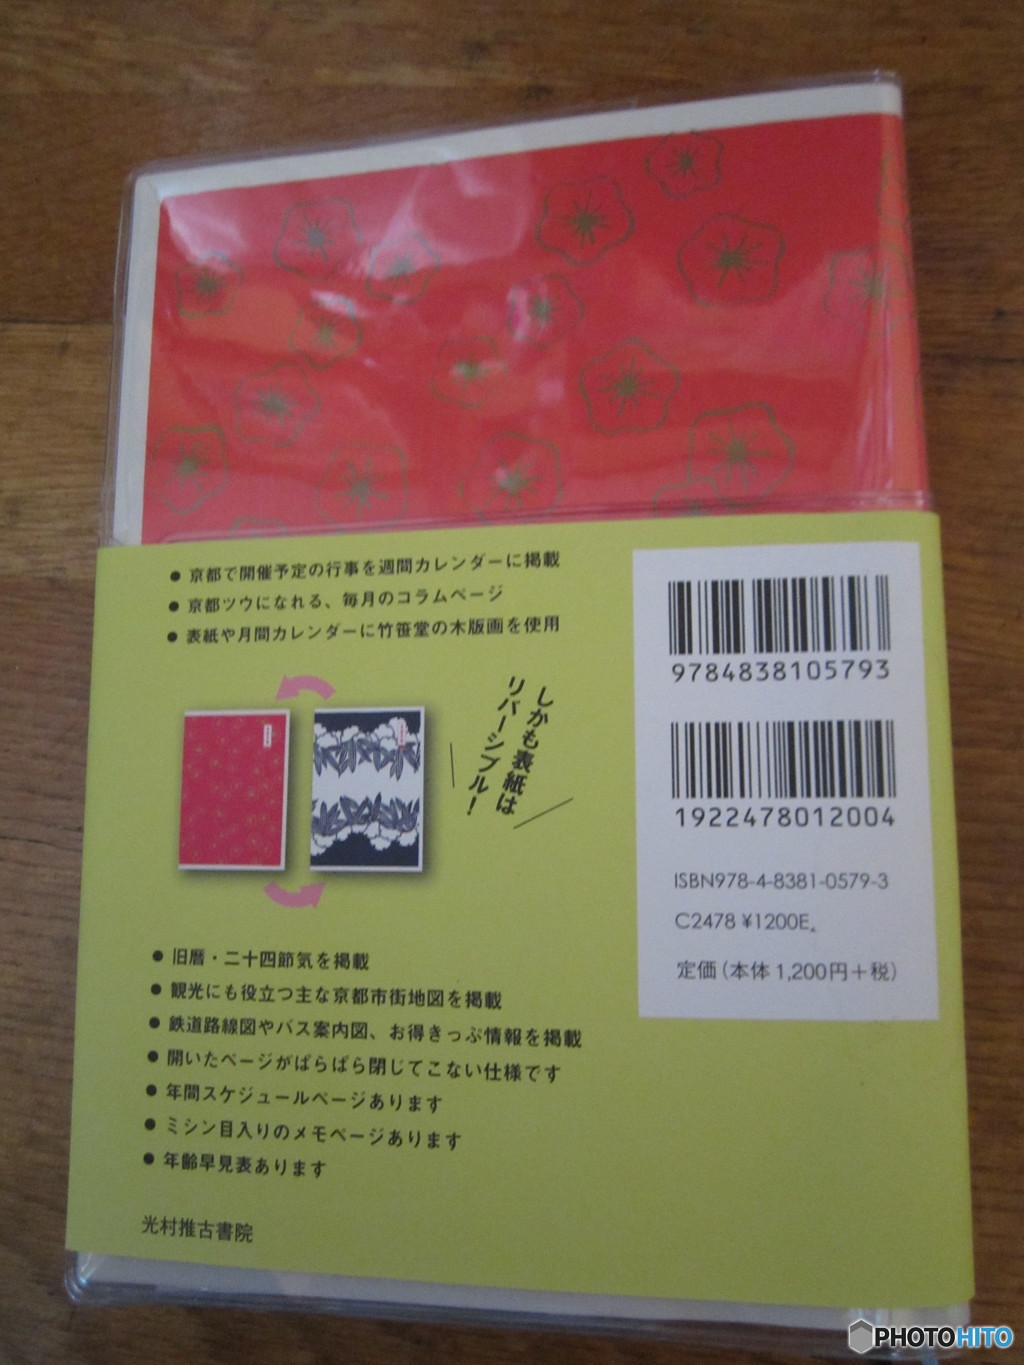 ● 京都で開催予定の行事を週間カレンダーに掲載
● 京都ツウになれる、毎月のコラムページ
● 表紙や月間カレンダーに竹笹堂の木版画を使用
しかも表紙は
リバーシブル！
9784838105793
1922478012004
ISBN978-4-8381-0579-3
C2478 ¥1200E
定価（本体1,200円＋税）
● 旧暦・二十四節気を掲載
● 観光にも役立つ主な京都市街地図を掲載
● 鉄道路線図やバス案内図、お得きっぷ情報を掲載
● 開いたページがぱらぱら閉じてこない仕様です
● 年間スケジュールページあります
● ミシン目入りのメモページあります
● 年齢早見表あります
光村推古書院
PHOTOHITO